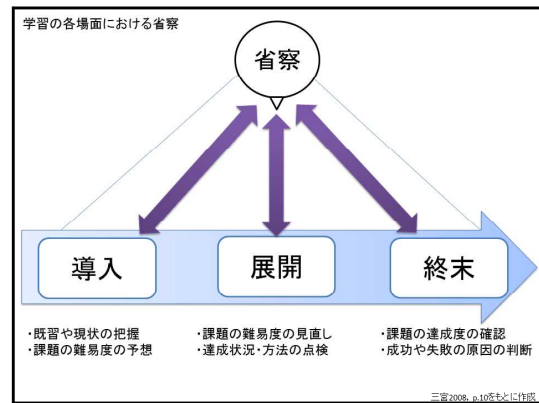 学習の各場面における省察
省察
導入
展開
終末
・既習や現状の把握
・課題の難易度の予想
・課題の難易度の見直し
・達成状況・方法の点検
・課題の達成度の確認
・成功や失敗の原因の判断
三宮2008, p.10をもとに作成